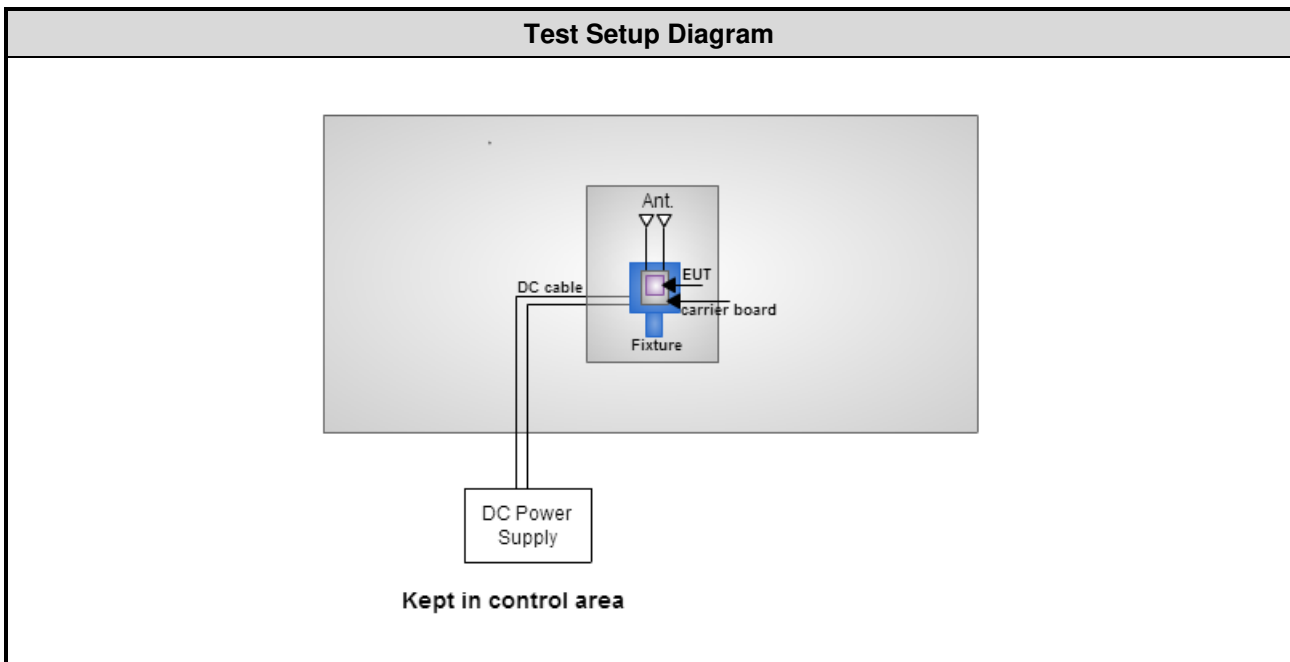 Test Setup Diagram
Ant.
EUT
DC cable
carrier board
Fixture
DC Power
Supply
Kept in control area